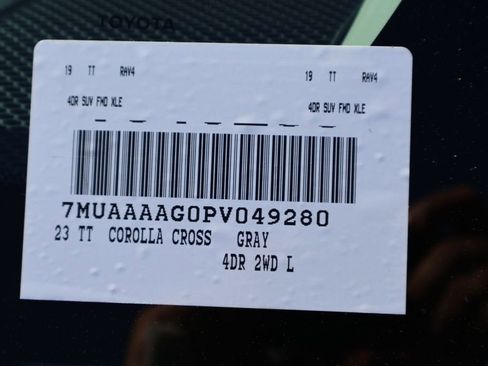 TOYOTA
19 TT RAV4 19 TT RAV4
4DR SUV FWD XLE 4DR SUV FWD XLE
7MUAAAAG0PV049280
23 TT COROLLA CROSS GRAY
4DR 2WD L